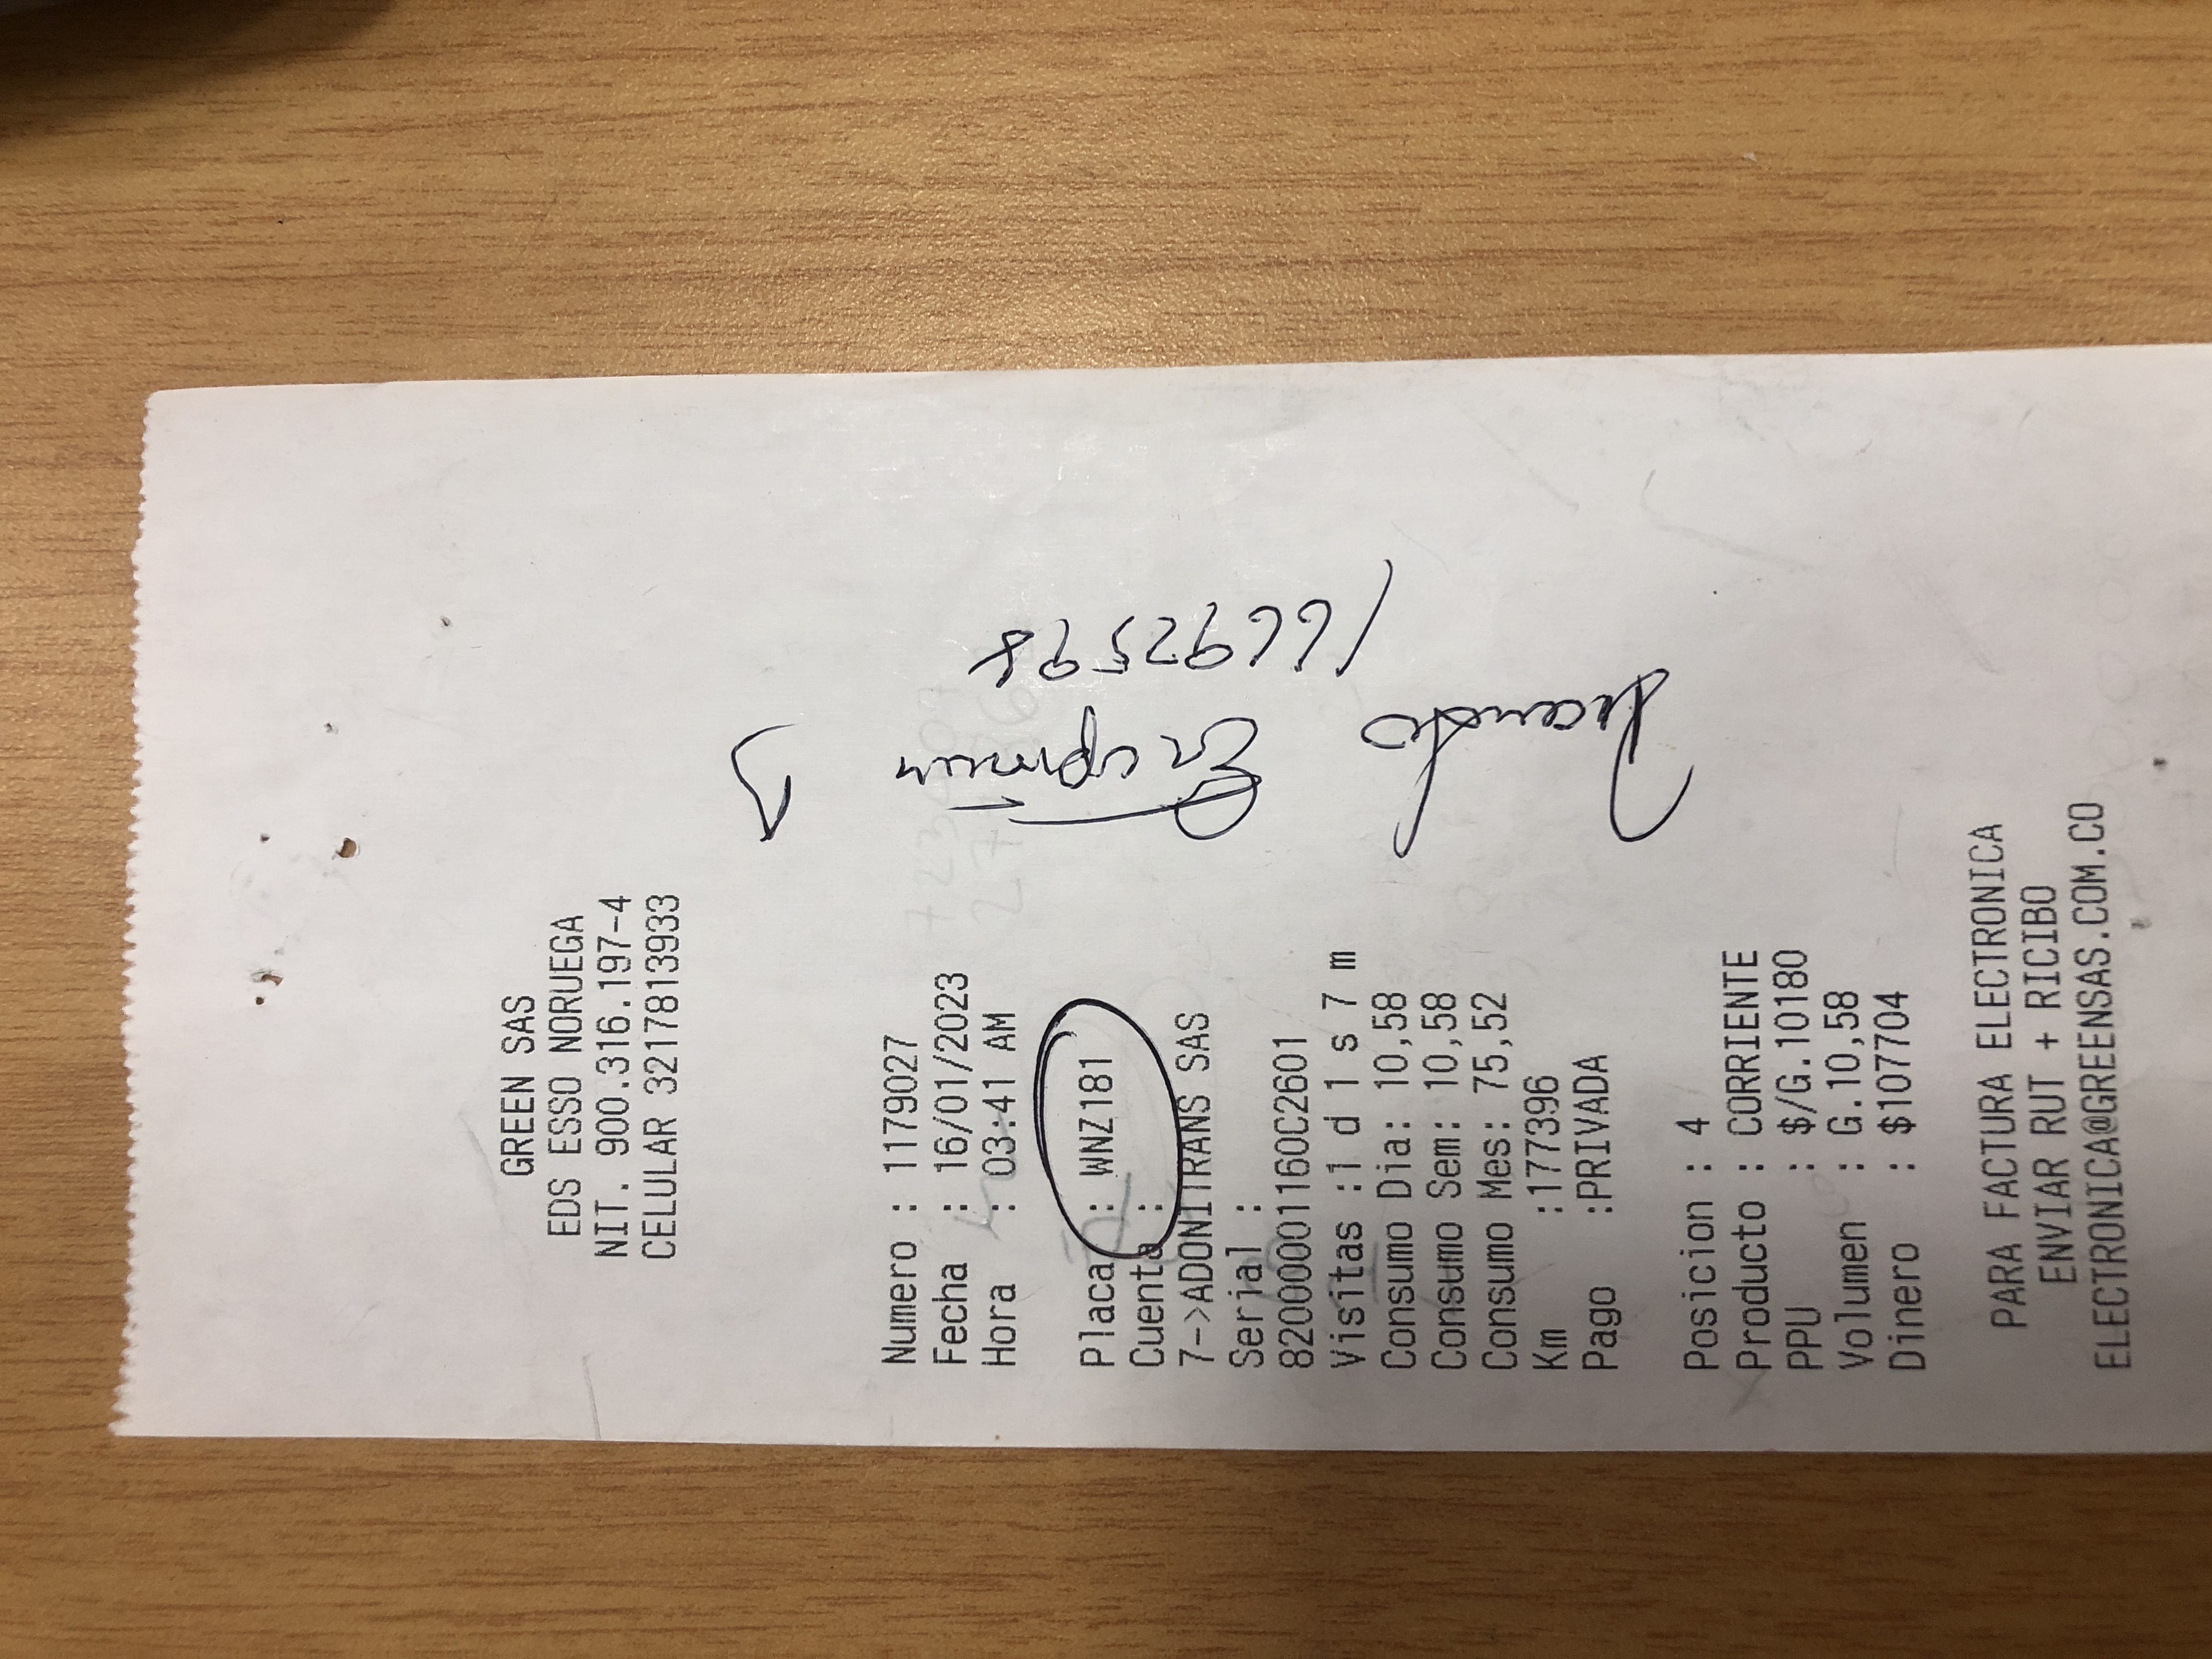 GREEN SAS
EDS ESSO NORUEGA
NIT. 900.316.197-4
CELULAR 3217813933
Numero : 1179027
Fecha : 16/01/2023
Hora : 03:41 AM
Placa : WNZ181
Cuenta :
7->ADONITRANS SAS
Serial :
82000001160C2601
Visitas :1 d 1 s 7 m
Consumo Dia: 10,58
Consumo Sem: 10,58
Consumo Mes: 75,52
Km :177396
Pago :PRIVADA
Posicion : 4
Producto : CORRIENTE
PPU : $/G.10180
Volumen : G.10,58
Dinero : $107704
PARA FACTURA ELECTRONICA
ENVIAR RUT + RICIBO
ELECTRONICA@GREENSAS.COM.CO
16692598